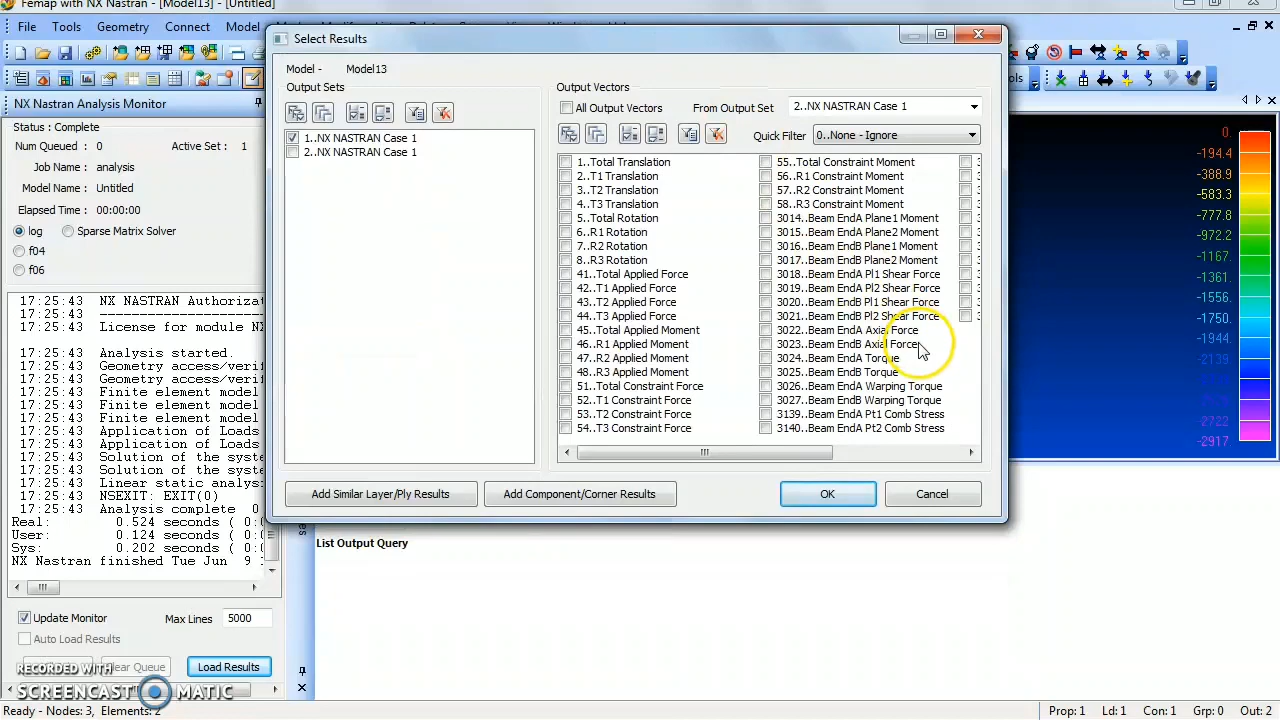 Femap with NX Nastran - [Model13] - [Untitled]
File Tools Geometry Connect Model
Select Results
NX Nastran Analysis Monitor
Status : Complete
Num Queued : 0 Active Set : 1
Job Name : analysis
Model Name : Untitled
Elapsed Time : 00:00:00
log Sparse Matrix Solver
f04
f06
17:25:43 NX NASTRAN Authoriza
17:25:43
17:25:43 License for module NX
17:25:43
17:25:43 Analysis started.
17:25:43 Geometry access/verif
17:25:43 Geometry access/verif
17:25:43 Finite element model
17:25:43 Finite element model
17:25:43 Finite element model
17:25:43 Application of Loads
17:25:43 Application of Loads
17:25:43 Solution of the syste
17:25:43 Solution of the syste
17:25:43 Linear static analysi
17:25:43 NSEXIT: EXIT(0)
17:25:43 Analysis complete 0
Real: 0.524 seconds ( 0:0
User: 0.124 seconds ( 0:0
Sys: 0.202 seconds ( 0:0
NX Nastran finished Tue Jun 9 1
Update Monitor Max Lines 5000
Auto Load Results
Clear Queue Load Results
RECORDED WITH
SCREENCAST MATIC
Ready - Nodes: 3, Elements: 2
Model - Model13
Output Sets
1..NX NASTRAN Case 1
2..NX NASTRAN Case 1
Output Vectors
All Output Vectors From Output Set 2..NX NASTRAN Case 1
Quick Filter 0..None - Ignore
1..Total Translation
2..T1 Translation
3..T2 Translation
4..T3 Translation
5..Total Rotation
6..R1 Rotation
7..R2 Rotation
8..R3 Rotation
41..Total Applied Force
42..T1 Applied Force
43..T2 Applied Force
44..T3 Applied Force
45..Total Applied Moment
46..R1 Applied Moment
47..R2 Applied Moment
48..R3 Applied Moment
51..Total Constraint Force
52..T1 Constraint Force
53..T2 Constraint Force
54..T3 Constraint Force
55..Total Constraint Moment
56..R1 Constraint Moment
57..R2 Constraint Moment
58..R3 Constraint Moment
3014..Beam EndA Plane1 Moment
3015..Beam EndA Plane2 Moment
3016..Beam EndB Plane1 Moment
3017..Beam EndB Plane2 Moment
3018..Beam EndA Pl1 Shear Force
3019..Beam EndA Pl2 Shear Force
3020..Beam EndB Pl1 Shear Force
3021..Beam EndB Pl2 Shear Force
3022..Beam EndA Axial Force
3023..Beam EndB Axial Force
3024..Beam EndA Torque
3025..Beam EndB Torque
3026..Beam EndA Warping Torque
3027..Beam EndB Warping Torque
3139..Beam EndA Pt1 Comb Stress
3140..Beam EndA Pt2 Comb Stress
Add Similar Layer/Ply Results Add Component/Corner Results OK Cancel
List Output Query
0.
-194.4
-388.9
-583.3
-777.8
-972.2
-1167.
-1361.
-1556.
-1750.
-1944.
-2139.
-2722
-2917
Prop: 1 Ld: 1 Con: 1 Grp: 0 Out: 2